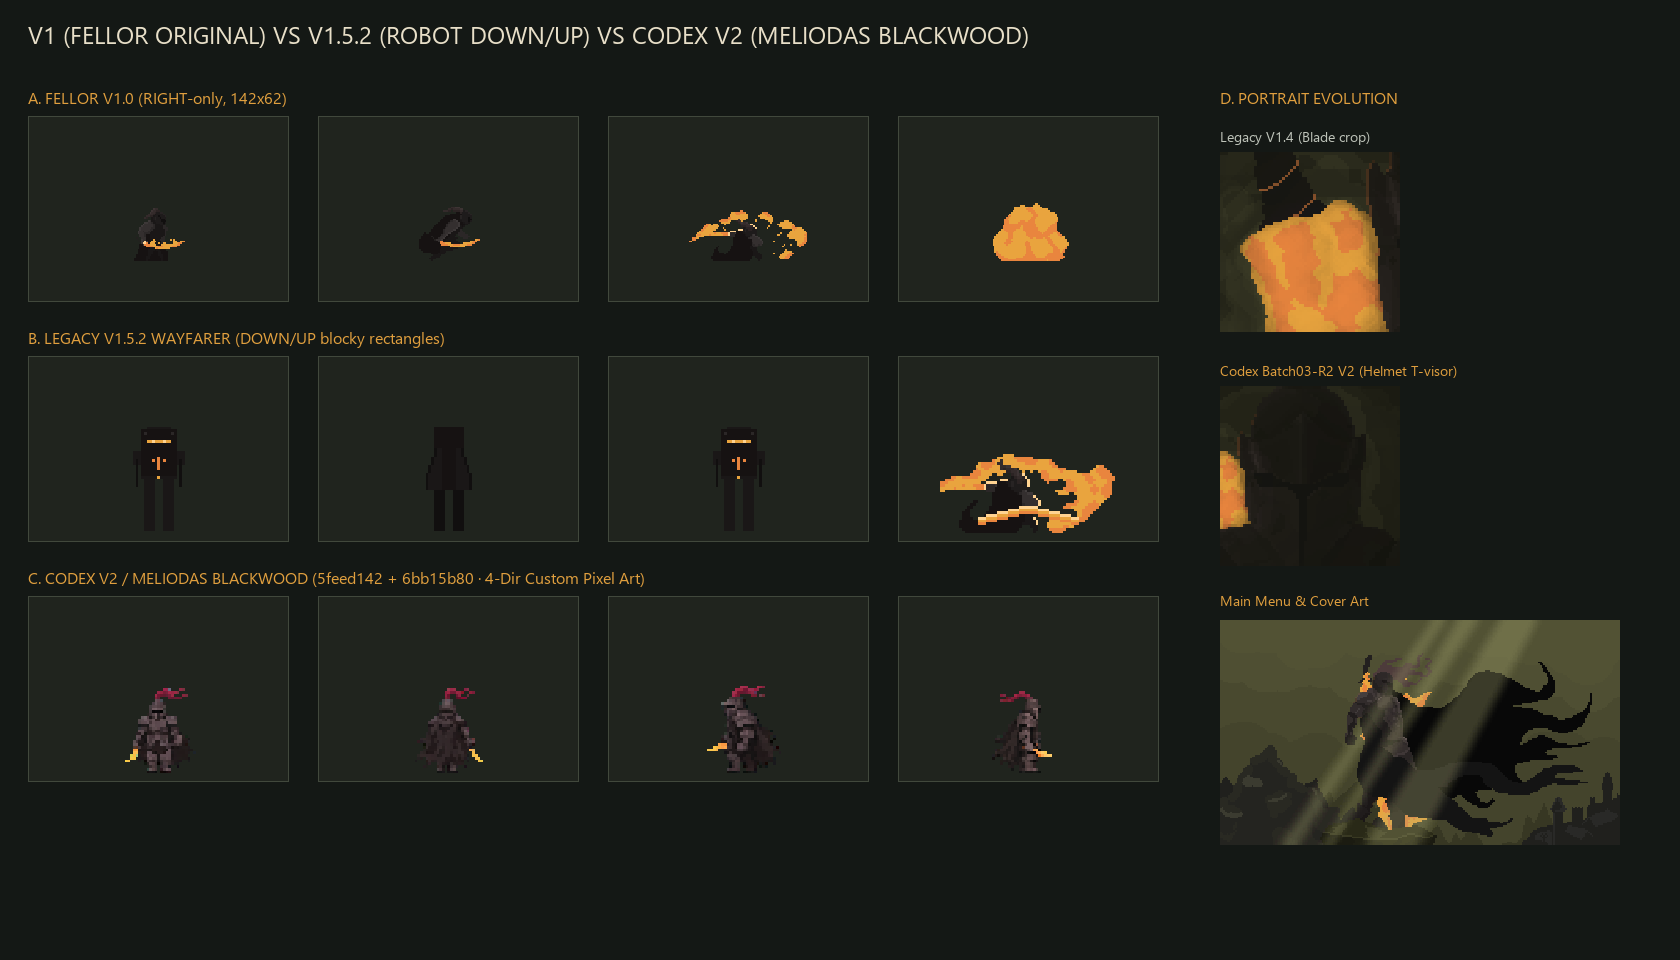 V1 (FELLOR ORIGINAL) VS V1.5.2 (ROBOT DOWN/UP) VS CODEX V2 (MELIODAS BLACKWOOD)
A. FELLOR V1.0 (RIGHT-only, 142x62)
B. LEGACY V1.5.2 WAYFARER (DOWN/UP blocky rectangles)
C. CODEX V2 / MELIODAS BLACKWOOD (5feed142 + 6bb15b80 · 4-Dir Custom Pixel Art)
D. PORTRAIT EVOLUTION
Legacy V1.4 (Blade crop)
Codex Batch03-R2 V2 (Helmet T-visor)
Main Menu & Cover Art